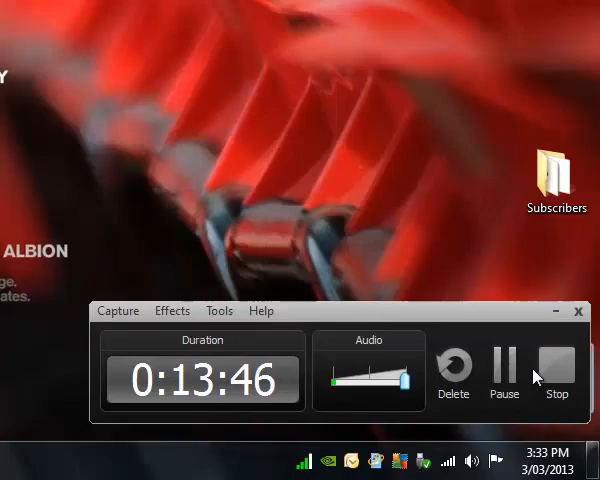 Y
Subscribers
ALBION
ge.
ates.
Capture Effects Tools Help
Duration
Audio
0:13:46
Delete Pause Stop
3:33 PM
3/03/2013